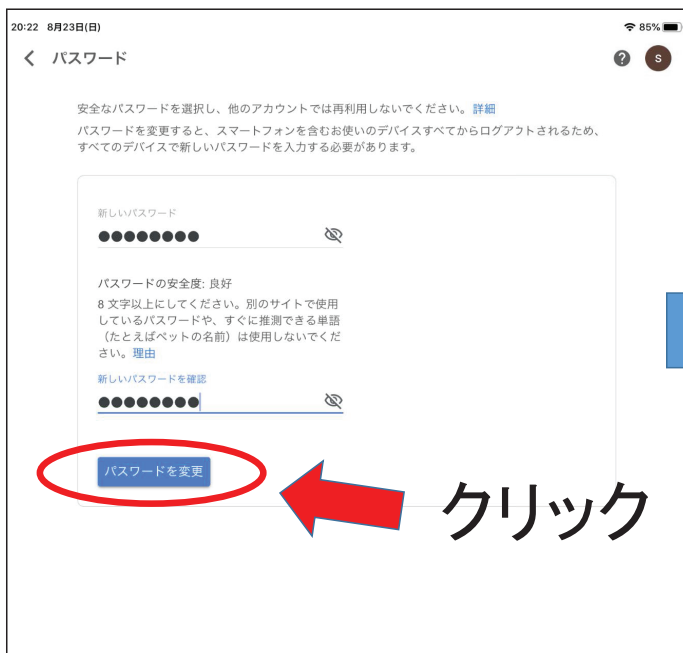 20:22 8月23日(日)
85%
パスワード
S
安全なパスワードを選択し、他のアカウントでは再利用しないでください。詳細
パスワードを変更すると、スマートフォンを含むお使いのデバイスすべてからログアウトされるため、
すべてのデバイスで新しいパスワードを入力する必要があります。
新しいパスワード
パスワードの安全度: 良好
8 文字以上にしてください。別のサイトで使用
しているパスワードや、すぐに推測できる単語
（たとえばペットの名前）は使用しないでくだ
さい。理由
新しいパスワードを確認
パスワードを変更
クリック